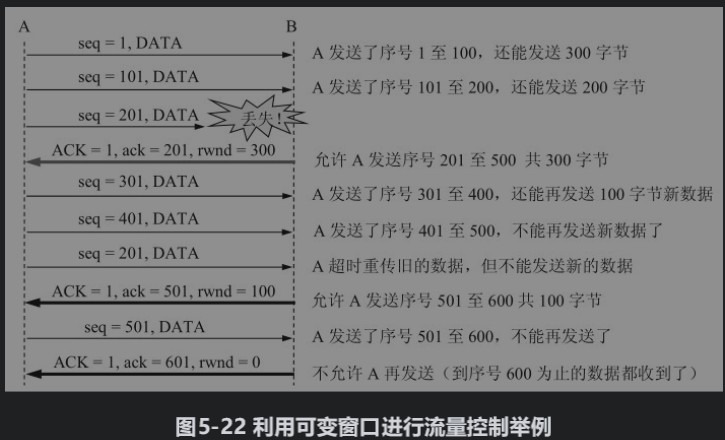 A B
seq = 1, DATA A 发送了序号 1 至 100，还能发送 300 字节
seq = 101, DATA A 发送了序号 101 至 200，还能发送 200 字节
seq = 201, DATA 丢失!
ACK = 1, ack = 201, rwnd = 300 允许 A 发送序号 201 至 500 共 300 字节
seq = 301, DATA A 发送了序号 301 至 400，还能再发送 100 字节新数据
seq = 401, DATA A 发送了序号 401 至 500，不能再发送新数据了
seq = 201, DATA A 超时重传旧的数据，但不能发送新的数据
ACK = 1, ack = 501, rwnd = 100 允许 A 发送序号 501 至 600 共 100 字节
seq = 501, DATA A 发送了序号 501 至 600，不能再发送了
ACK = 1, ack = 601, rwnd = 0 不允许 A 再发送（到序号 600 为止的数据都收到了）
图5-22 利用可变窗口进行流量控制举例